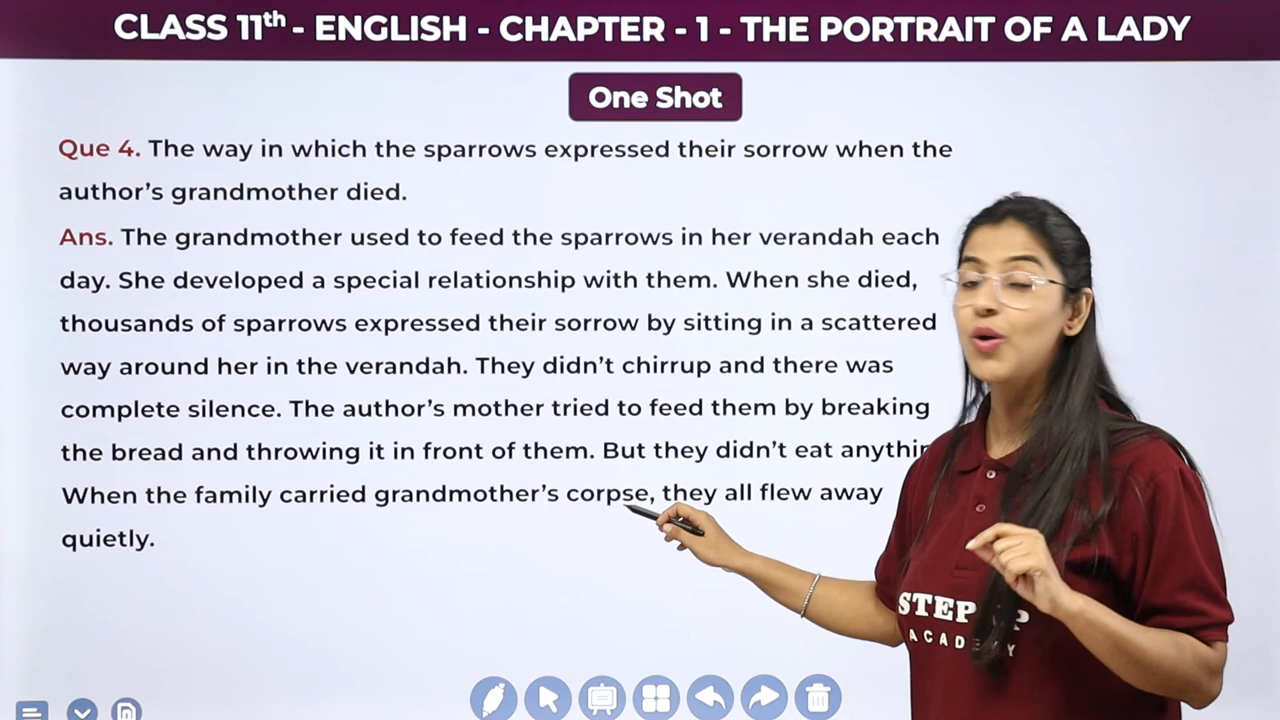 CLASS 11th - ENGLISH - CHAPTER - 1 - THE PORTRAIT OF A LADY
One Shot
Que 4. The way in which the sparrows expressed their sorrow when the
author's grandmother died.
Ans. The grandmother used to feed the sparrows in her verandah each
day. She developed a special relationship with them. When she died,
thousands of sparrows expressed their sorrow by sitting in a scattered
way around her in the verandah. They didn't chirrup and there was
complete silence. The author's mother tried to feed them by breaking
the bread and throwing it in front of them. But they didn't eat
When the family carried grandmother's corpse, they all flew away
quietly.
STEP